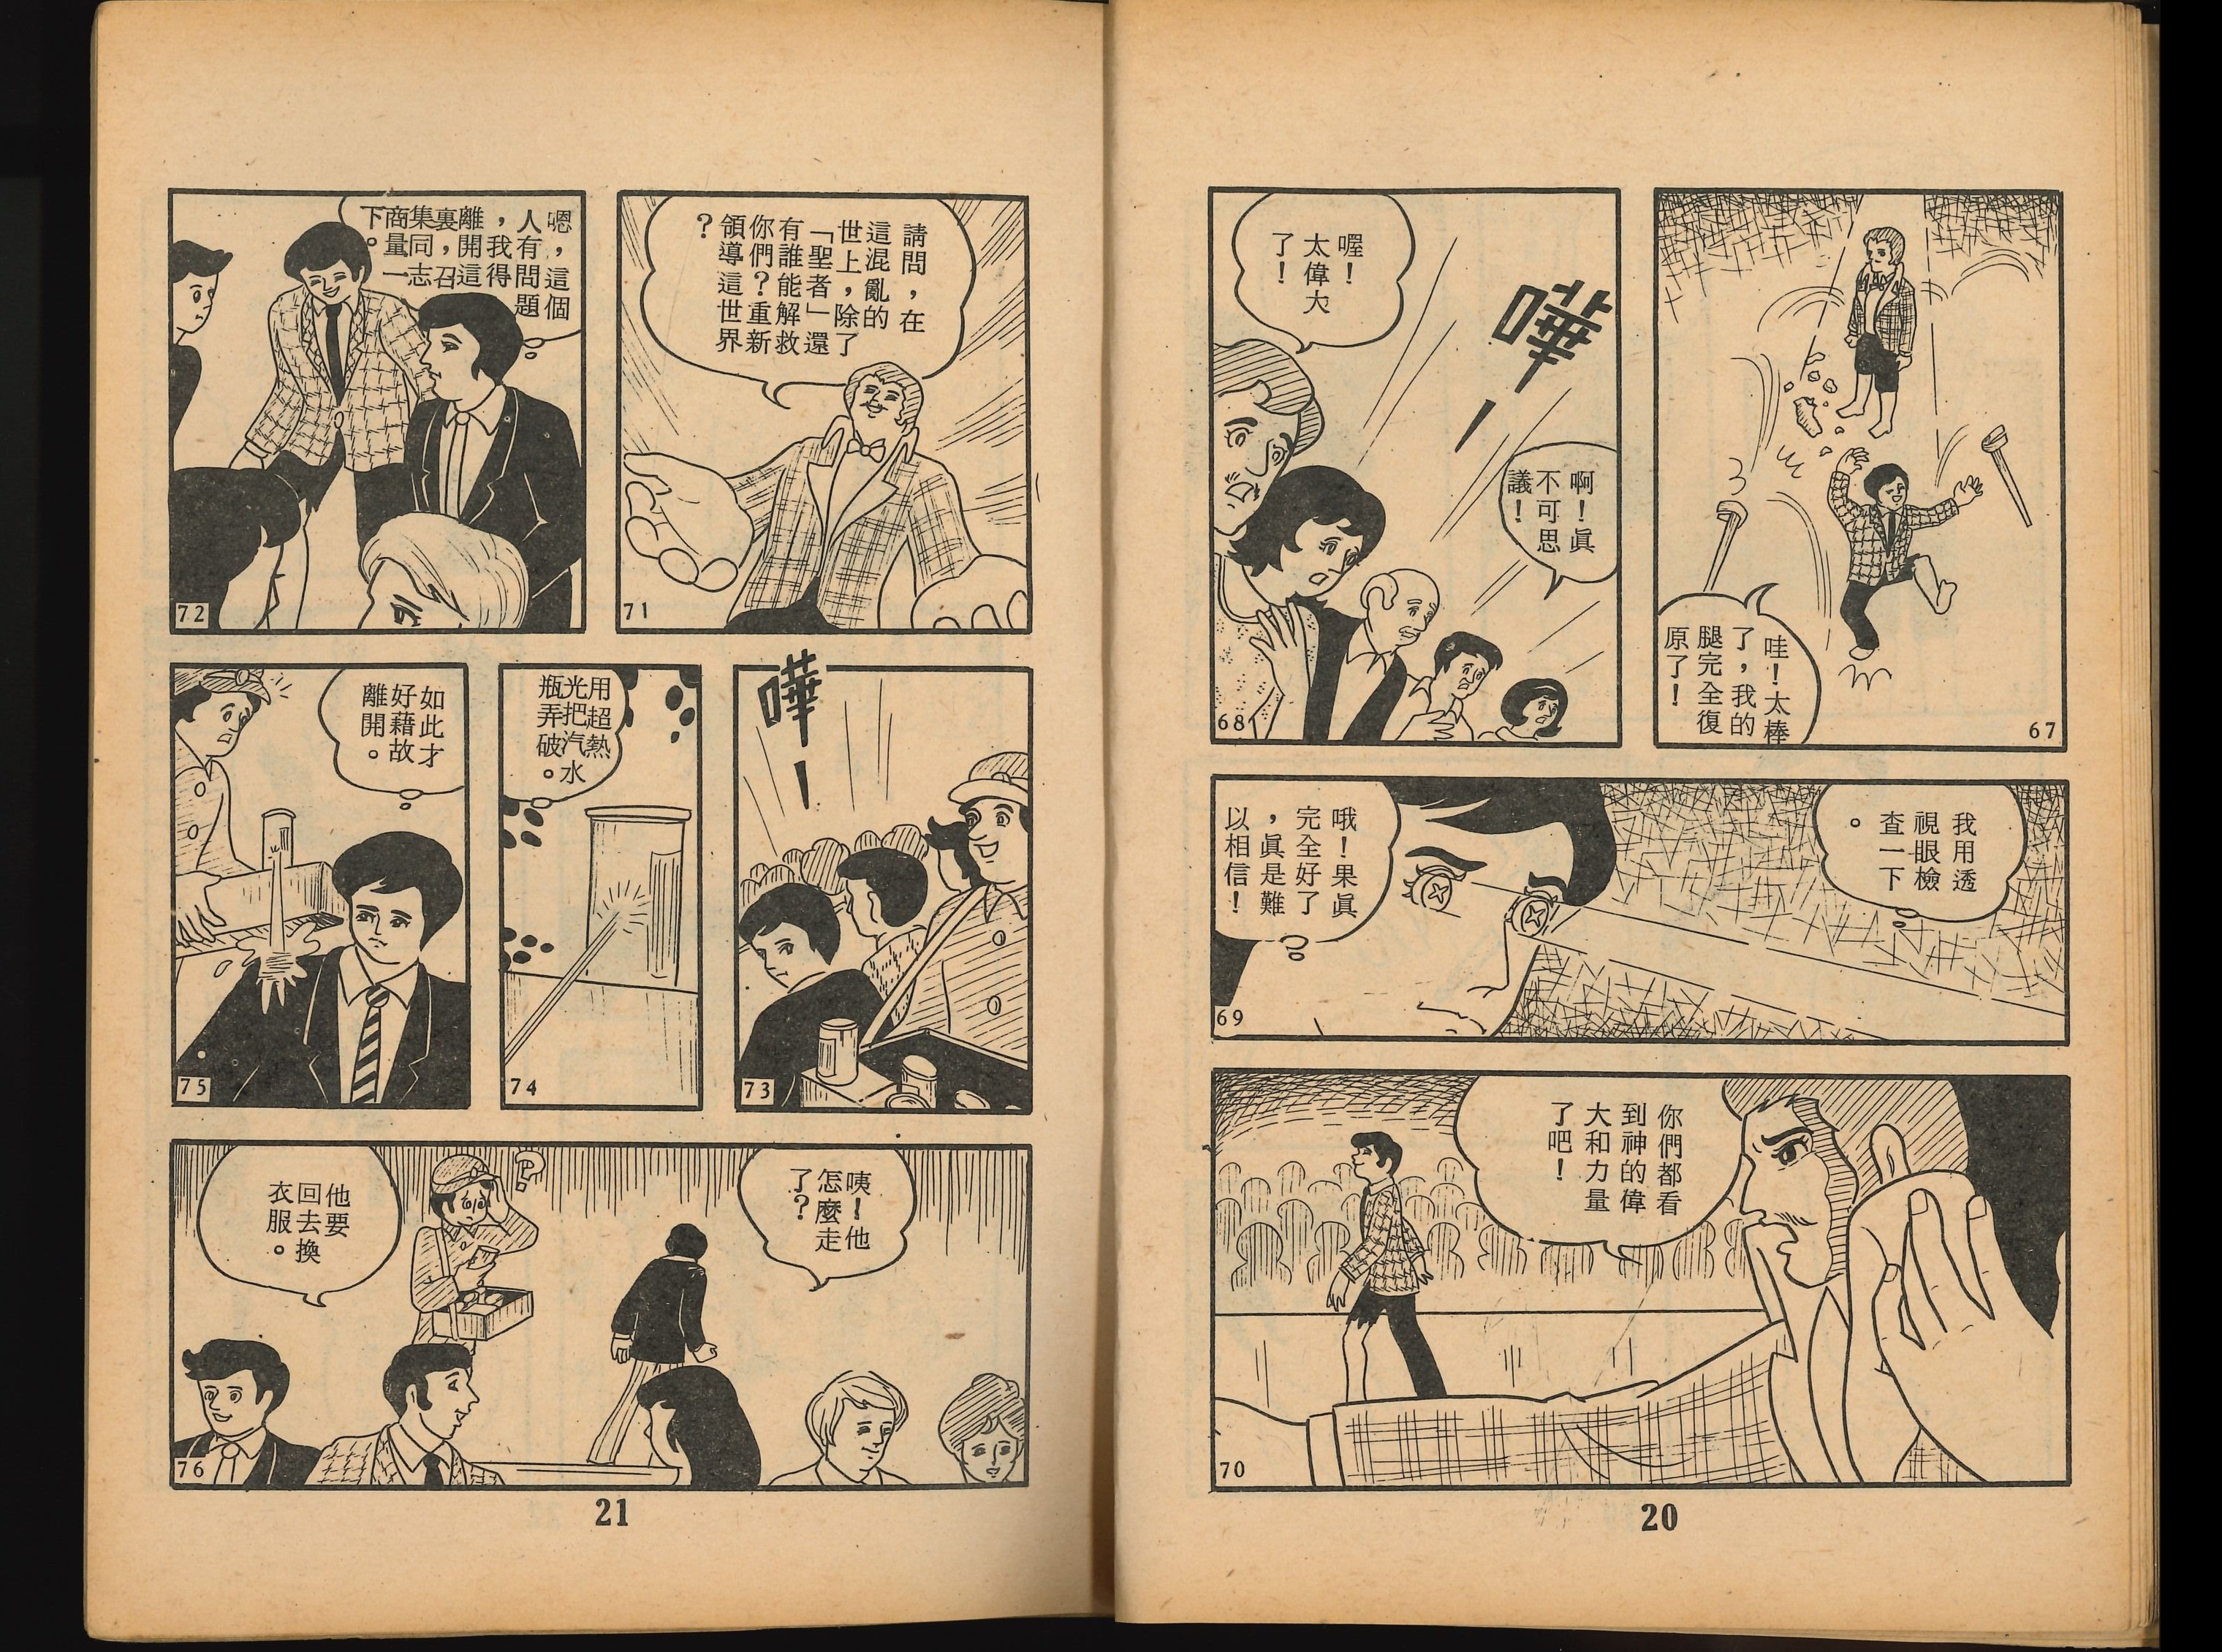 哇！太棒
了，我的
腿完全復
原了！
67
嘩！
喔！
太偉大
了！
啊！眞
不可思
議！
68
我用透
視眼檢
查一下
。
哦！果眞
完全好了
，眞是難
以相信！
69
你們都看
到神的偉
大和力量
了吧！
70
20
請問，在
這混亂的
世上，除了
「聖者」還
有誰能解救
你們？重新
領導這世界
？
71
嗯，這個
人有問題
，我得
離開這
裏，召
集同志
商量一
下。
72
嘩！
73
用超熱
光把汽水
瓶弄破。
74
如此才
好藉故
離開。
75
咦！他
怎麼走
了？
?
他要
回去換
衣服。
76
21